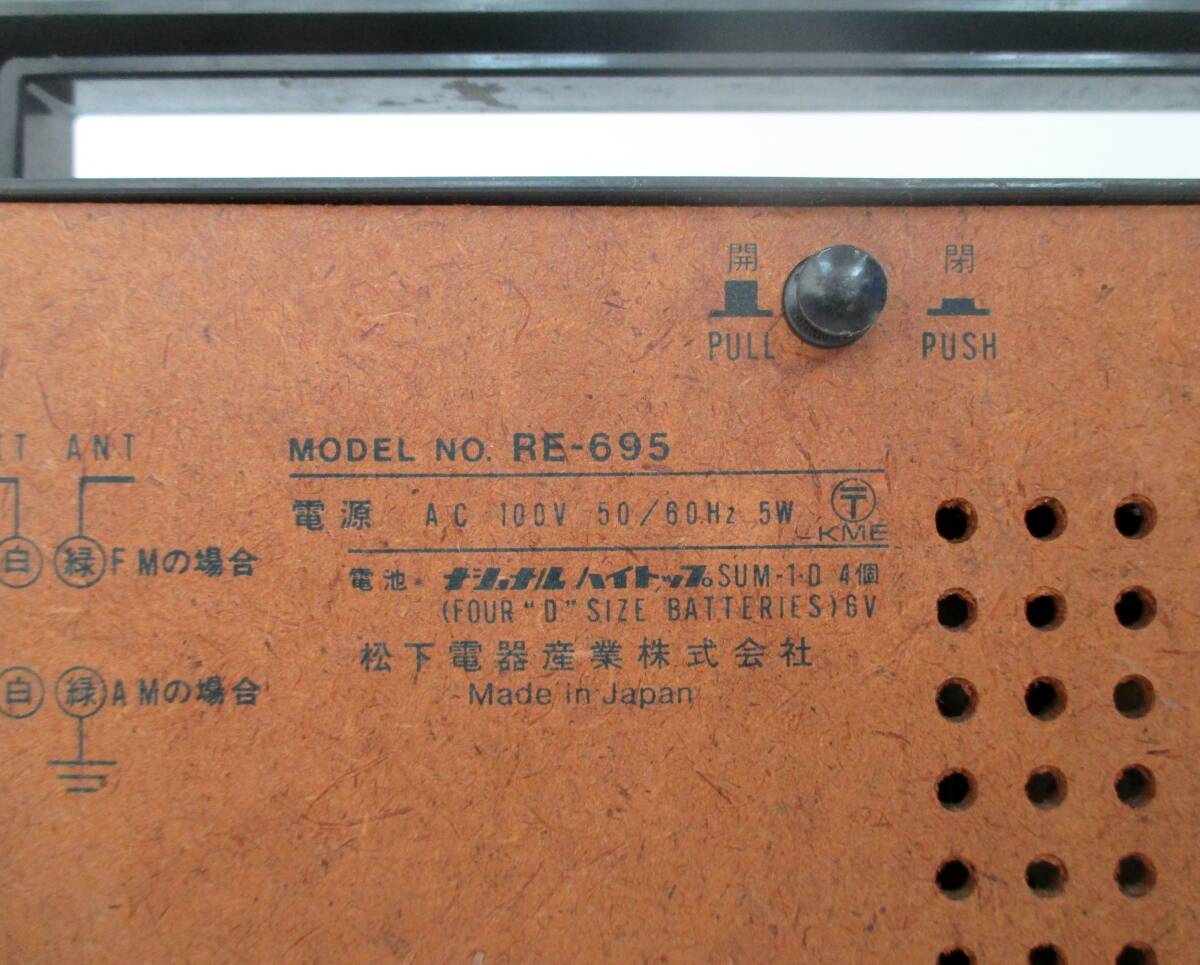 開 閉
PULL PUSH
ANT
MODEL NO. RE-695
電源 AC 100V 50/60Hz 5W 〒
KME
白 緑 FMの場合
電池 ナショナル ハイトップ SUM-1·D 4個
(FOUR "D" SIZE BATTERIES) 6V
松下電器産業株式会社
白 緑 AMの場合
Made in Japan